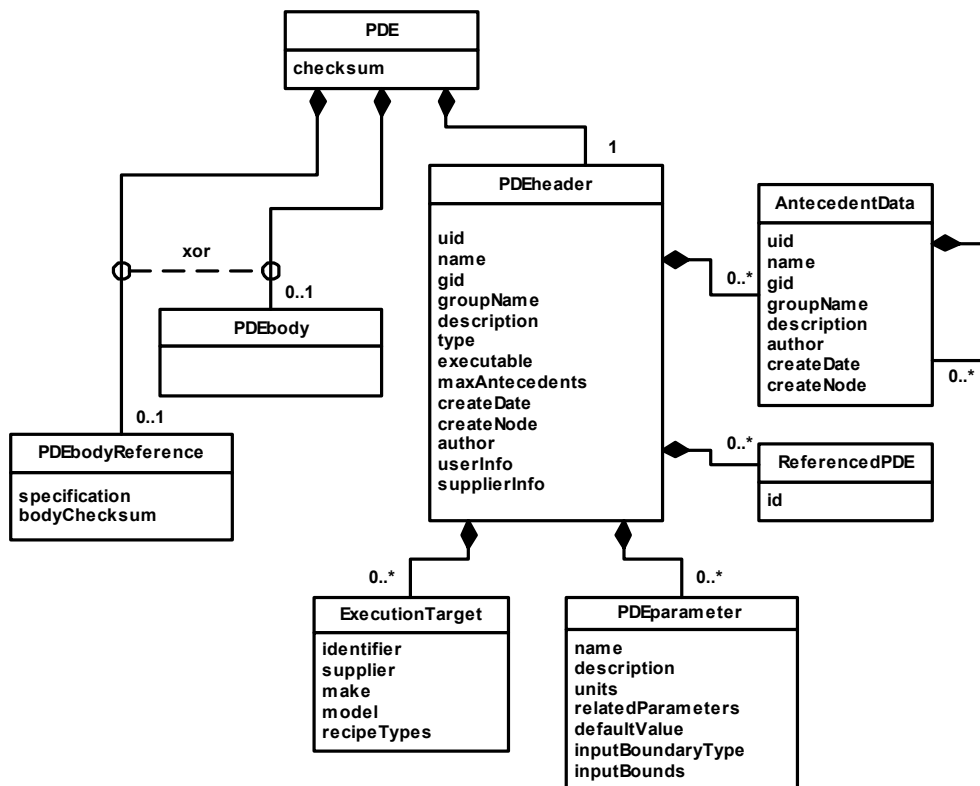 PDE
checksum
1
PDEheader
uid
name
gid
groupName
description
type
executable
maxAntecedents
createDate
createNode
author
userInfo
supplierInfo
AntecedentData
uid
name
gid
groupName
description
author
createDate
createNode
0..*
0..*
xor
0..1
PDEbody
0..1
PDEbodyReference
specification
bodyChecksum
0..*
ReferencedPDE
id
0..*
ExecutionTarget
identifier
supplier
make
model
recipeTypes
0..*
PDEparameter
name
description
units
relatedParameters
defaultValue
inputBoundaryType
inputBounds